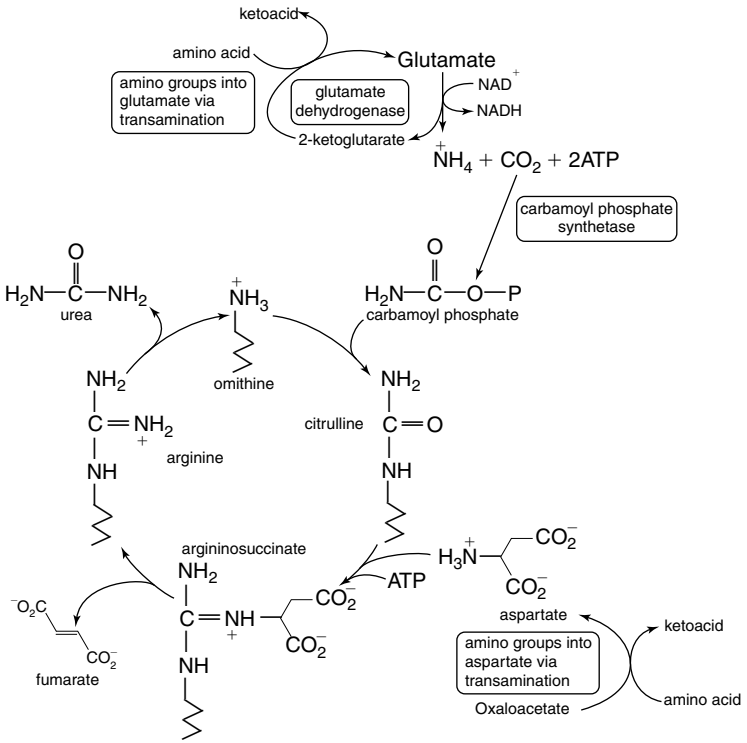 ketoacid
amino acid
Glutamate
amino groups into
glutamate via
transamination
glutamate
dehydrogenase
NAD+
NADH
2-ketoglutarate
+
NH4 + CO2 + 2ATP
carbamoyl phosphate
synthetase
O
H2N C NH2
urea
+
NH3
omithine
O
H2N C O P
carbamoyl phosphate
NH2
C NH2
+
NH
arginine
NH2
citrulline
C O
NH
argininosuccinate
NH2
C NH
+
CO2−
CO2−
NH
ATP
+
H3N
CO2−
CO2−
aspartate
−O2C
CO2−
fumarate
amino groups into
aspartate via
transamination
ketoacid
amino acid
Oxaloacetate